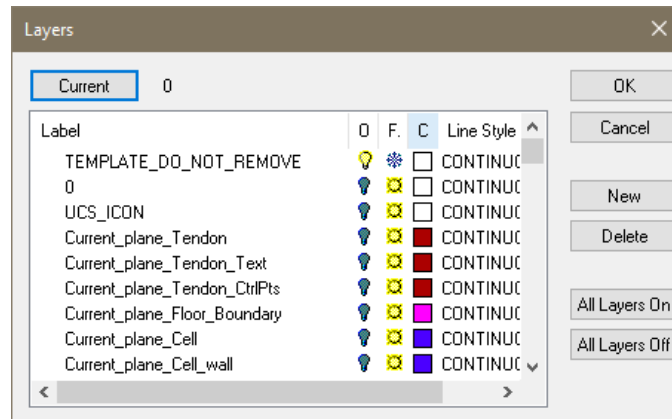 Layers
Current 0
OK
Label O F. C Line Style
Cancel
TEMPLATE_DO_NOT_REMOVE CONTINUC
0 CONTINUC
New
UCS_ICON CONTINUC
Current_plane_Tendon CONTINUC
Delete
Current_plane_Tendon_Text CONTINUC
Current_plane_Tendon_CtrlPts CONTINUC
All Layers On
Current_plane_Floor_Boundary CONTINUC
Current_plane_Cell CONTINUC
All Layers Off
Current_plane_Cell_wall CONTINUC